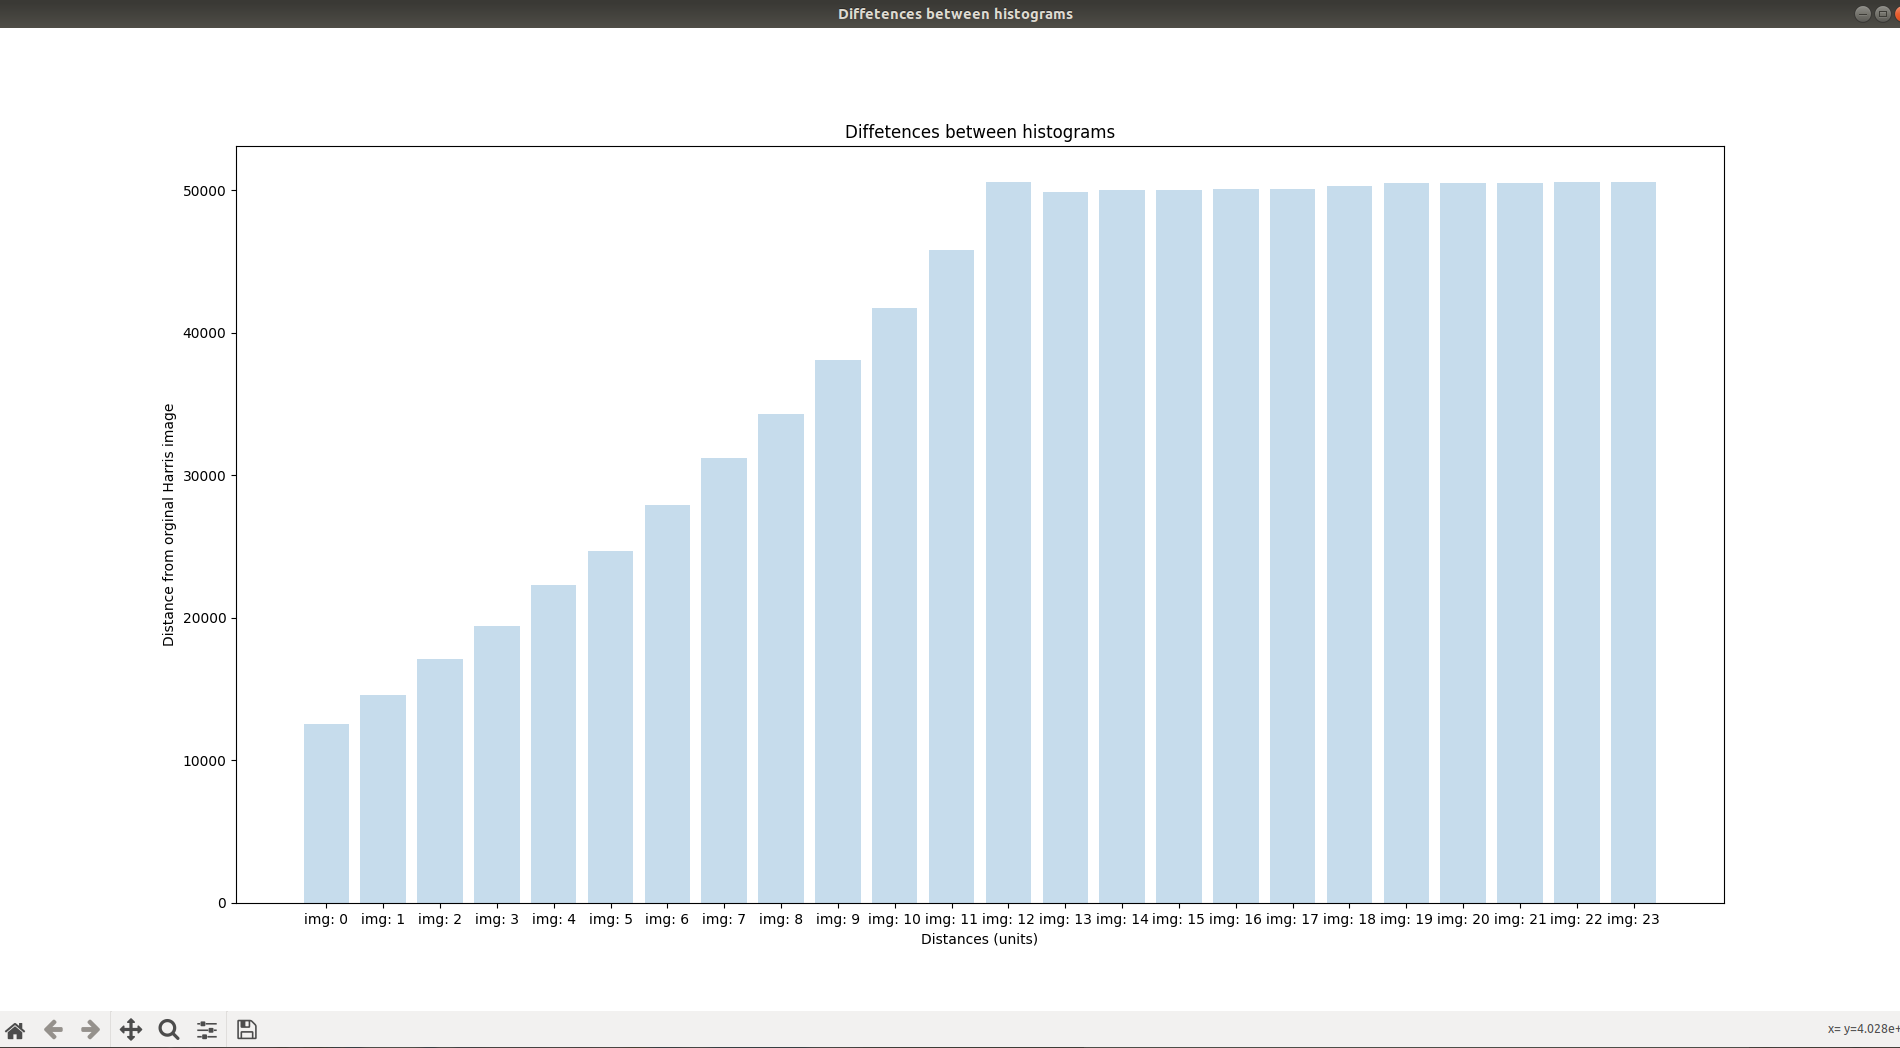 Diffetences between histograms
Diffetences between histograms
50000
40000
30000
20000
10000
0
Distance from orginal Harris image
img: 0 img: 1 img: 2 img: 3 img: 4 img: 5 img: 6 img: 7 img: 8 img: 9 img: 10 img: 11 img: 12 img: 13 img: 14 img: 15 img: 16 img: 17 img: 18 img: 19 img: 20 img: 21 img: 22 img: 23
Distances (units)
x= y=4.028e+